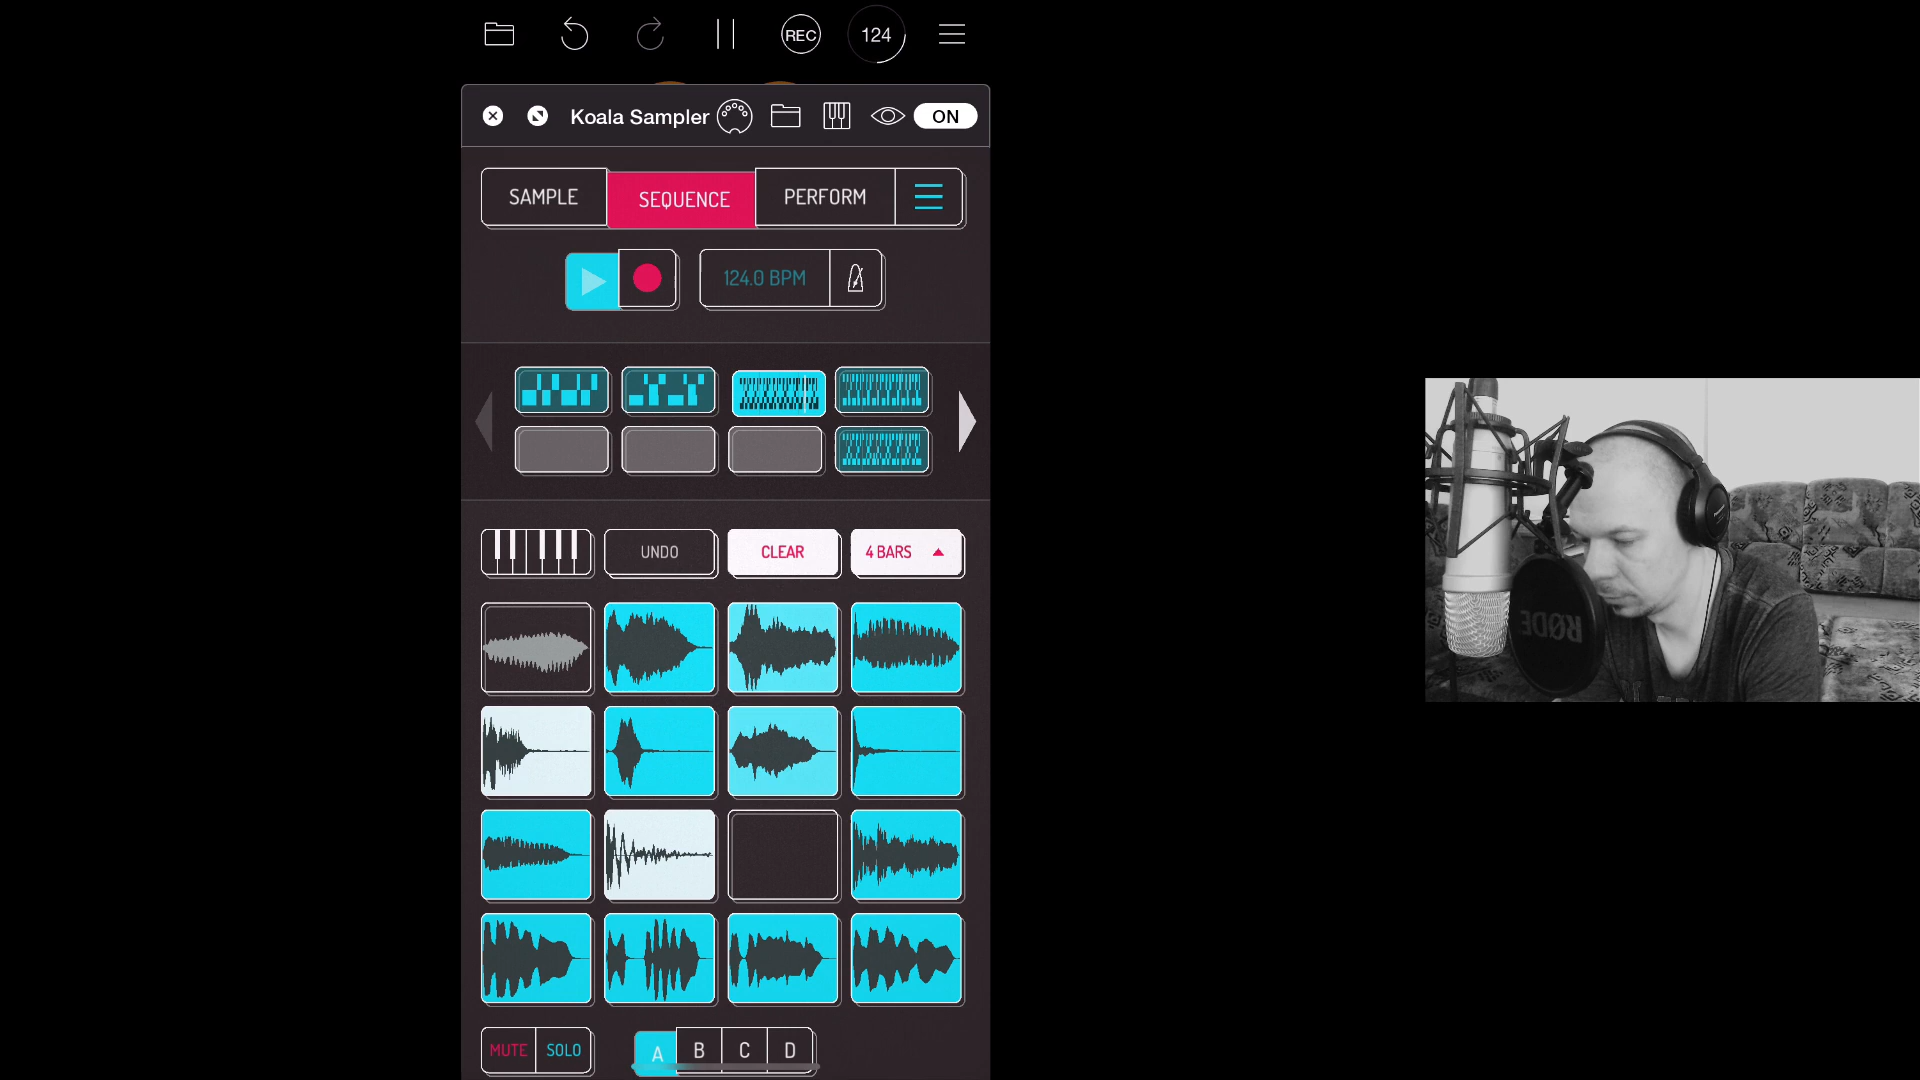 REC
124
Koala Sampler
ON
SAMPLE
SEQUENCE
PERFORM
124.0 BPM
UNDO
CLEAR
4 BARS
MUTE
SOLO
A
B
C
D
RØDE